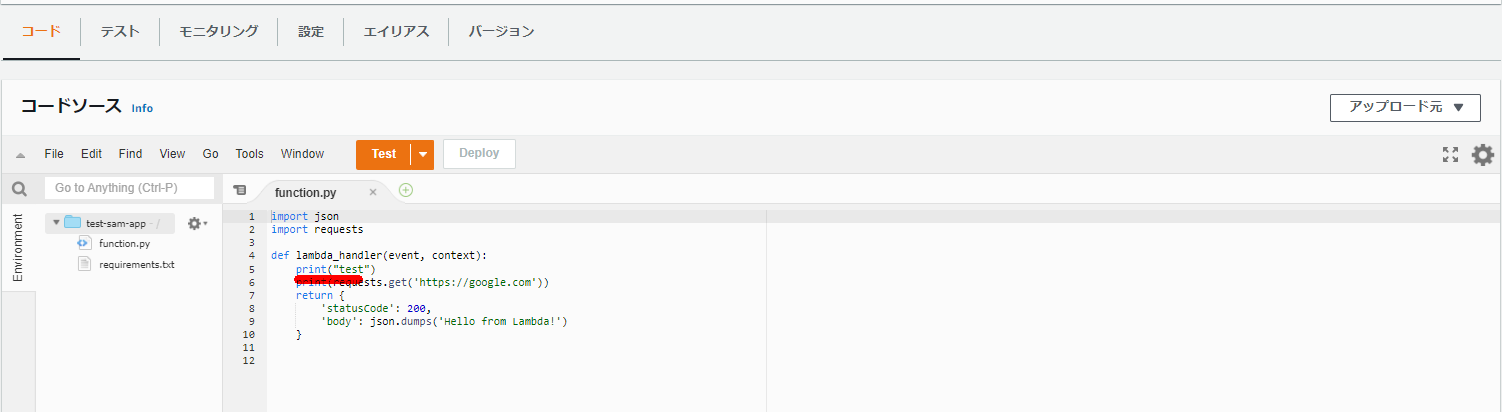 コード テスト モニタリング 設定 エイリアス バージョン
コードソース Info アップロード元
File Edit Find View Go Tools Window Test Deploy
Go to Anything (Ctrl-P) function.py
Environment
test-sam-app - /
function.py
requirements.txt
1 import json
2 import requests
3
4 def lambda_handler(event, context):
5     print("test")
6     print(requests.get('https://google.com'))
7     return {
8         'statusCode': 200,
9         'body': json.dumps('Hello from Lambda!')
10     }
11
12